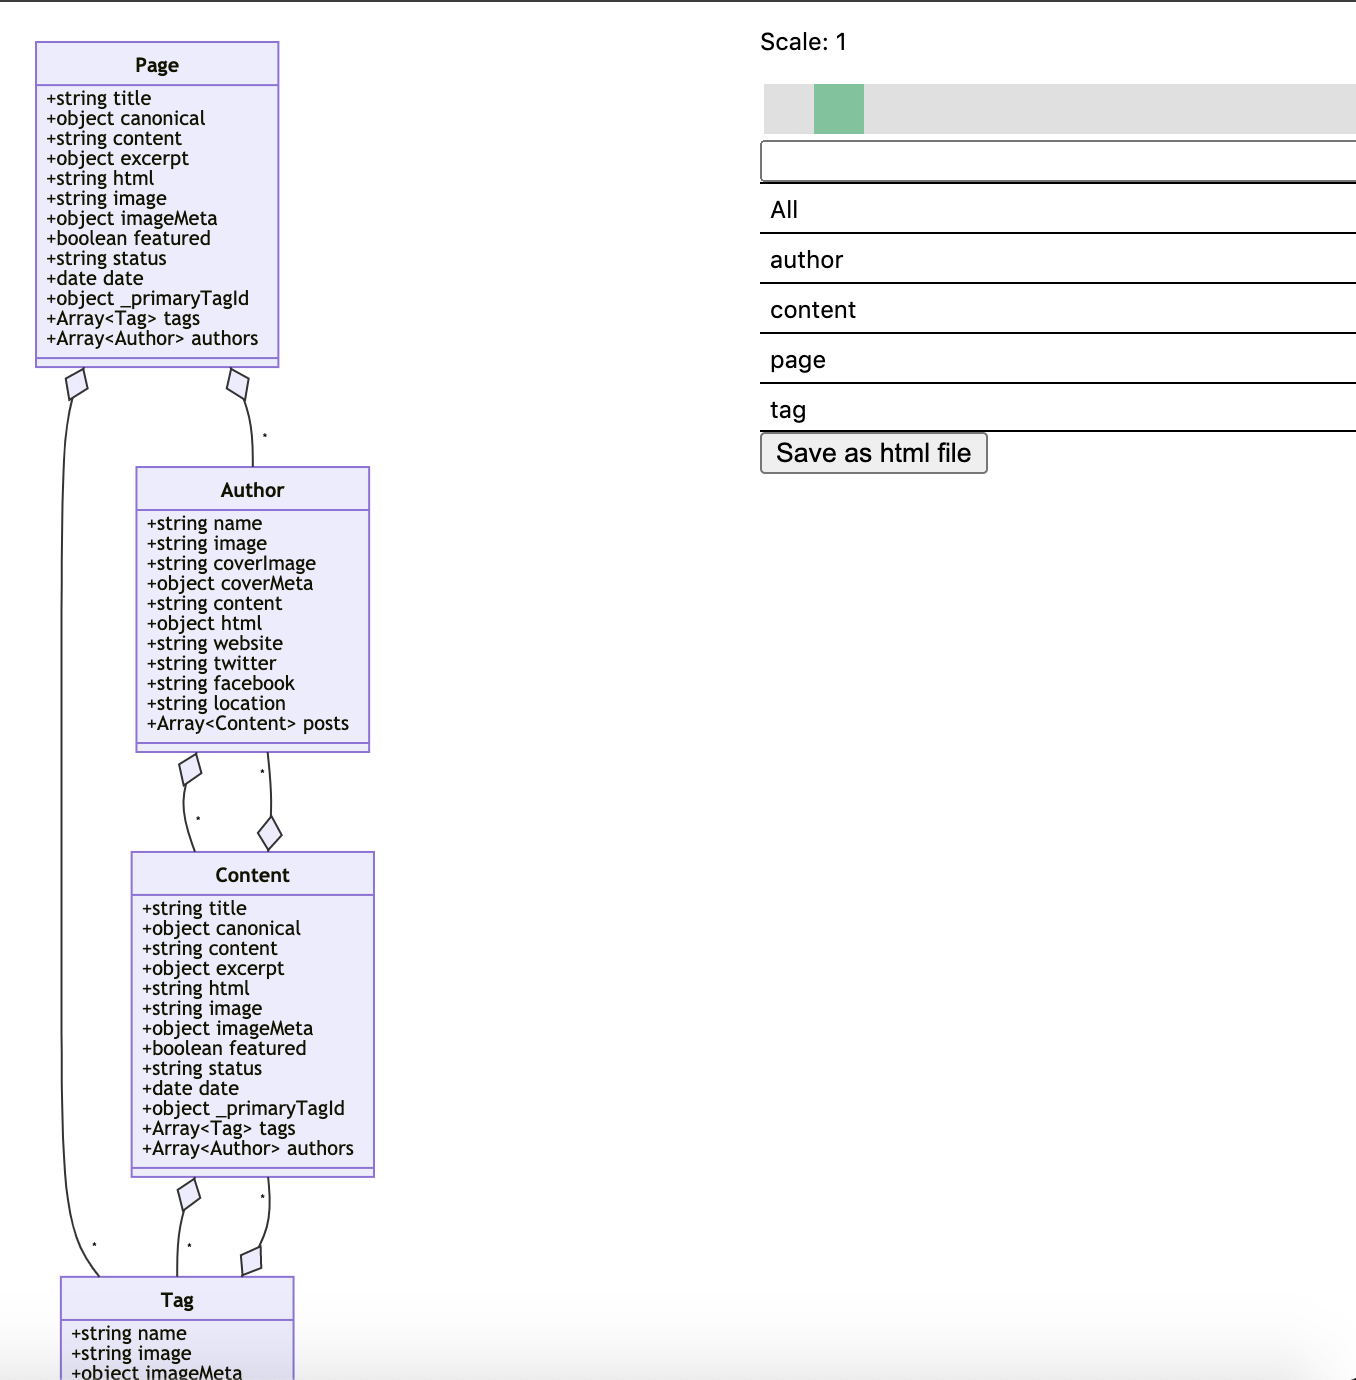 Page
+string title
+object canonical
+string content
+object excerpt
+string html
+string image
+object imageMeta
+boolean featured
+string status
+date date
+object _primaryTagId
+Array<Tag> tags
+Array<Author> authors
*
Author
+string name
+string image
+string coverImage
+object coverMeta
+string content
+object html
+string website
+string twitter
+string facebook
+string location
+Array<Content> posts
*
*
Content
+string title
+object canonical
+string content
+object excerpt
+string html
+string image
+object imageMeta
+boolean featured
+string status
+date date
+object _primaryTagId
+Array<Tag> tags
+Array<Author> authors
*
*
*
Tag
+string name
+string image
+object imageMeta
Scale: 1
All
author
content
page
tag
Save as html file